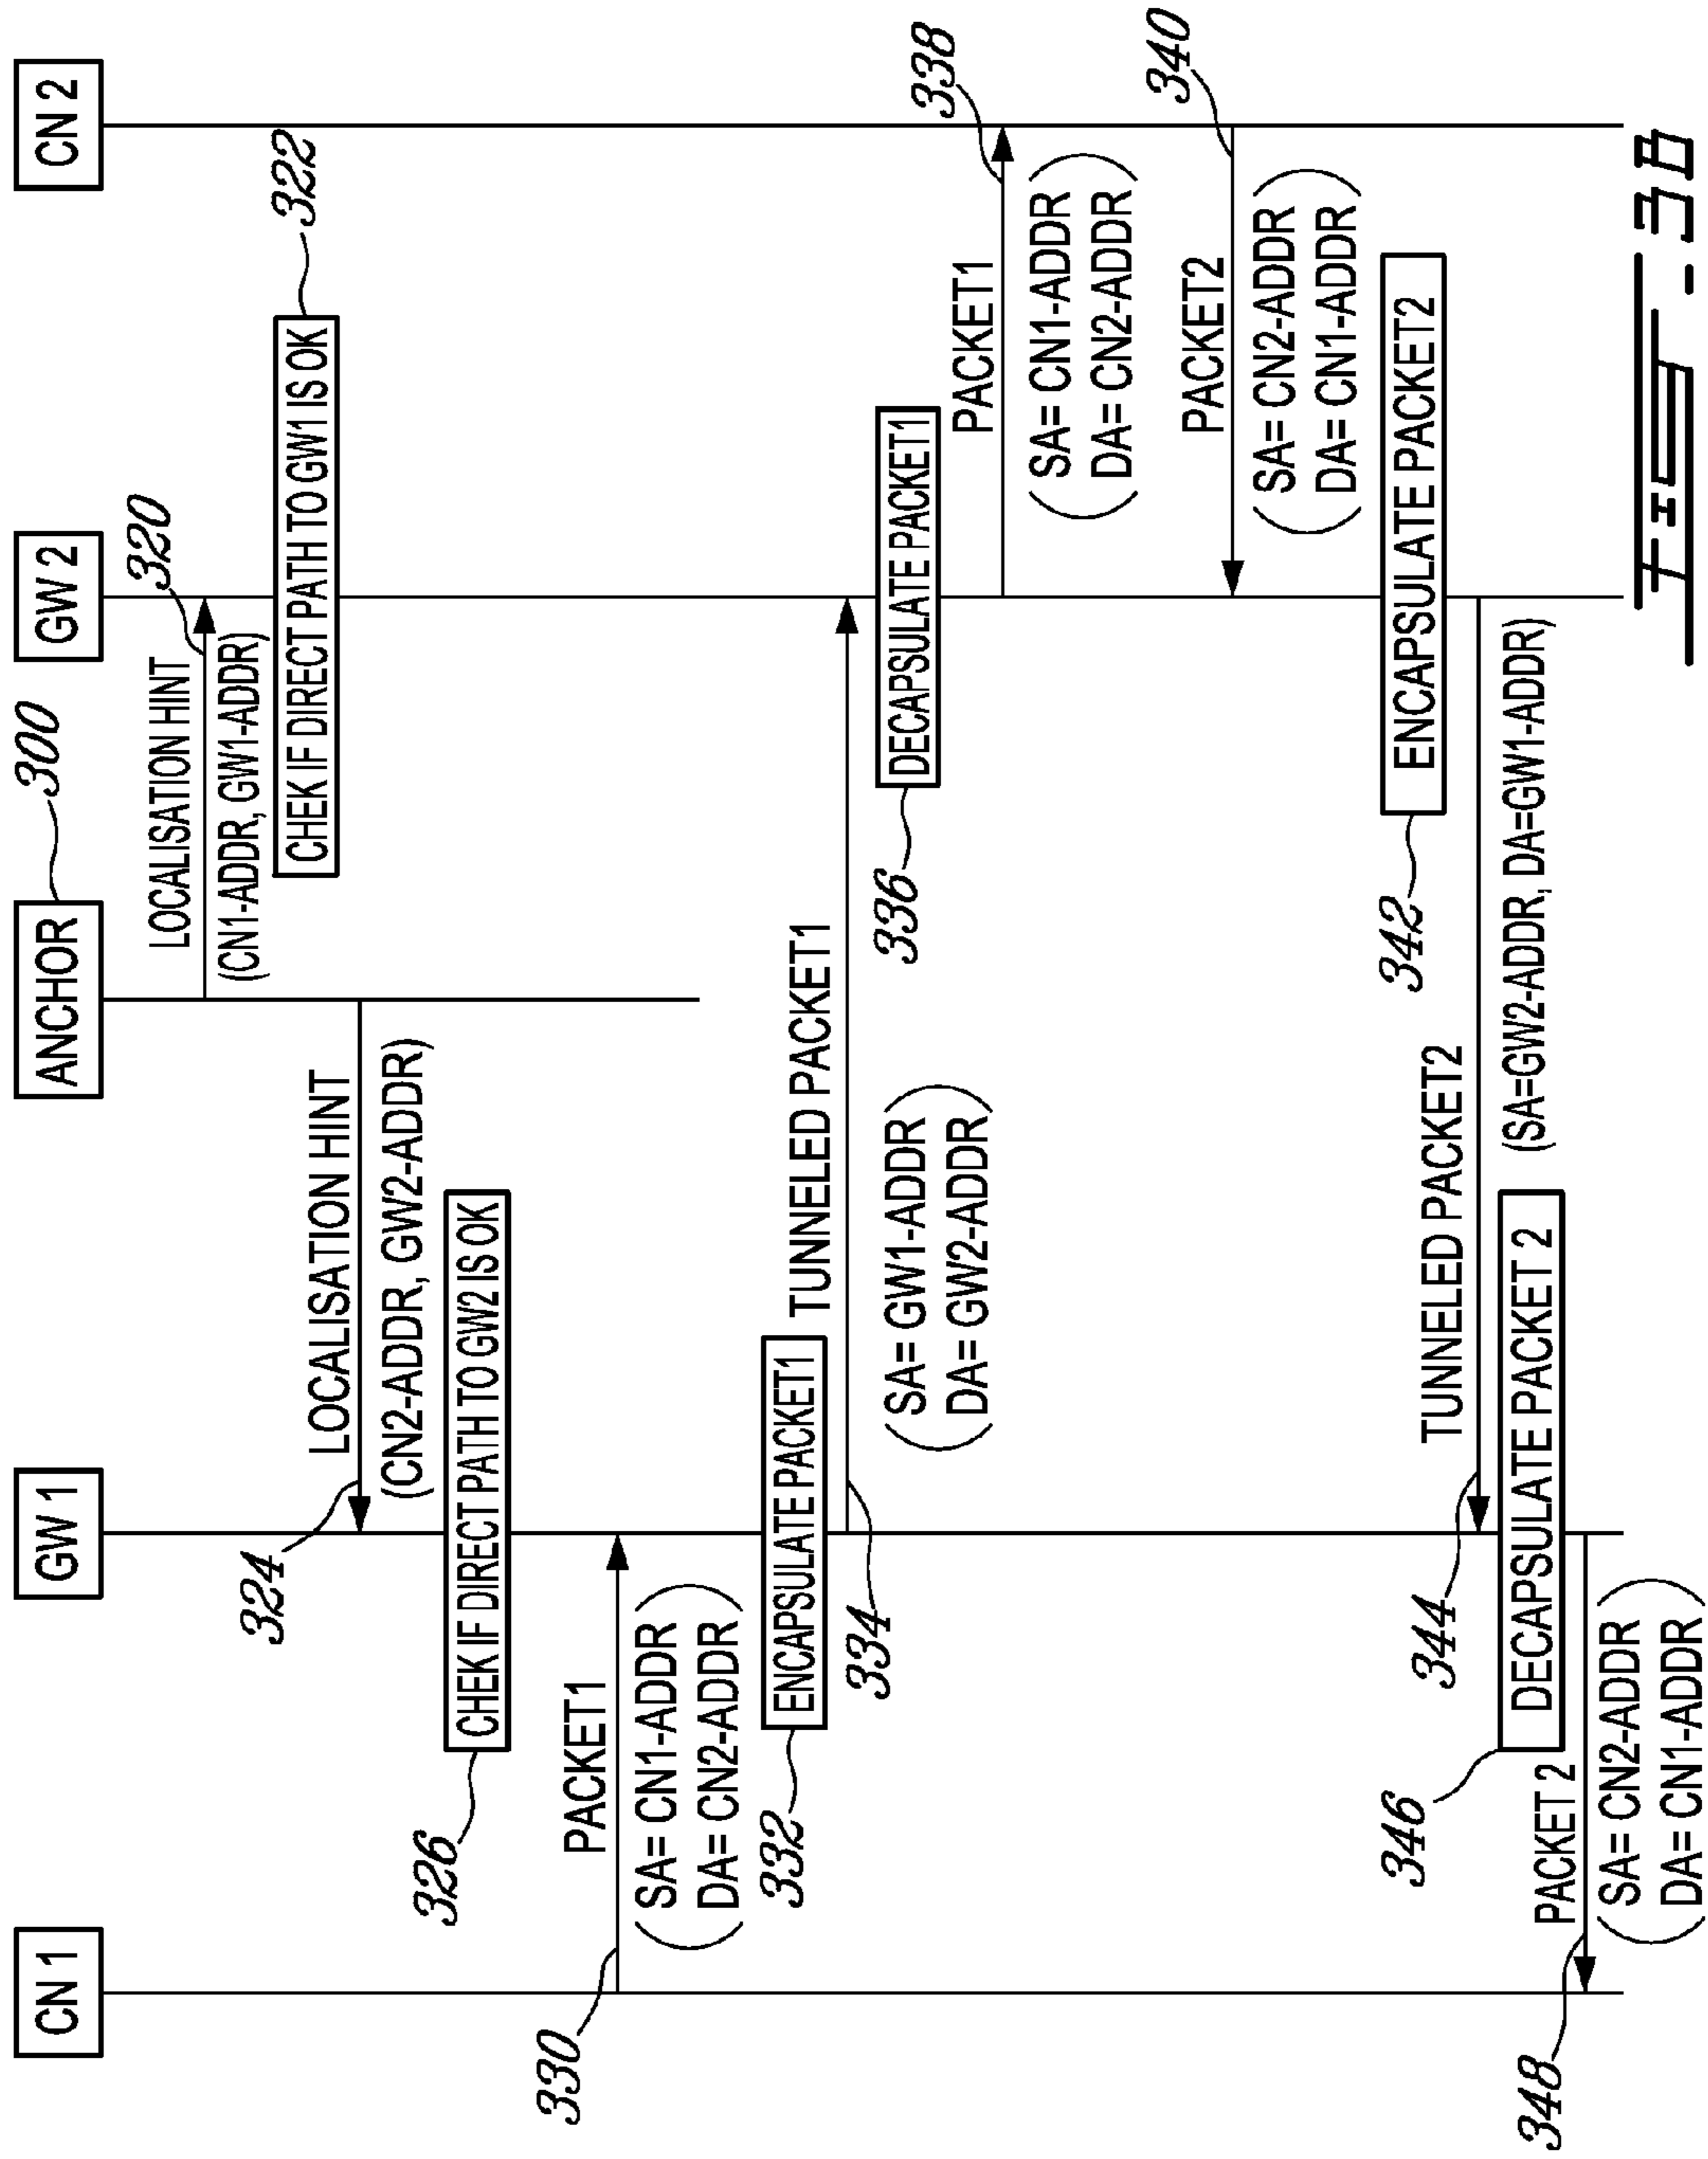 CN 1
GW 1
ANCHOR
300
GW 2
CN 2
LOCALISATION HINT
320
(CN1-ADDR, GW1-ADDR)
CHEK IF DIRECT PATH TO GW1 IS OK
322
LOCALISATION HINT
324
(CN2-ADDR, GW2-ADDR)
CHEK IF DIRECT PATH TO GW2 IS OK
326
PACKET1
330
(SA= CN1-ADDR
DA= CN2-ADDR)
ENCAPSULATE PACKET1
332
TUNNELED PACKET1
334
(SA= GW1-ADDR
DA= GW2-ADDR)
DECAPSULATE PACKET1
336
PACKET1
338
(SA= CN1-ADDR
DA= CN2-ADDR)
PACKET2
340
(SA= CN2-ADDR
DA= CN1-ADDR)
ENCAPSULATE PACKET2
342
TUNNELED PACKET2
344
(SA=GW2-ADDR, DA=GW1-ADDR)
DECAPSULATE PACKET 2
346
PACKET 2
348
(SA= CN2-ADDR
DA= CN1-ADDR)